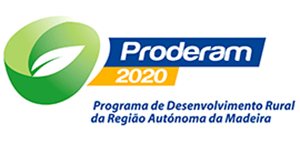 Proderam
2020
Programa de Desenvolvimento Rural
da Região Autónoma da Madeira